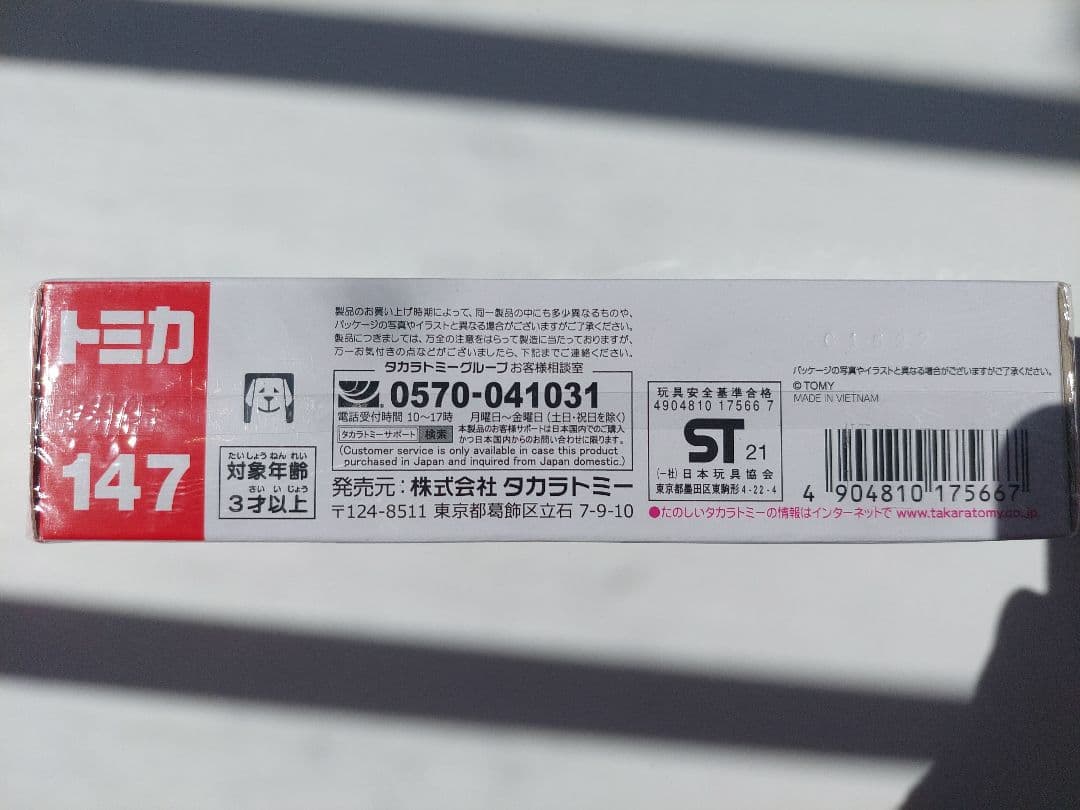 トミカ
147
たいしょうねんれい
対象年齢
さいいじょう
3才以上
製品のお買い上げ時期によって、同一製品の中にも多少異なるものや、
パッケージの写真やイラストと異なる場合がございますがご了承ください。
製品につきましては、万全の注意をはらって製造に当たっておりますが、
万一お気付きの点などがございましたら、下記までご連絡ください。
タカラトミーグループお客様相談室
0570-041031
電話受付時間 10〜17時 月曜日〜金曜日(土日・祝日を除く)
タカラトミーサポート 検索
本製品のお客様サポートは日本国内でのご購入
かつ日本国内からのお問い合わせに限ります。
(Customer service is only available in case this product
purchased in Japan and inquired from Japan domestic.)
発売元:株式会社 タカラトミー
〒124-8511 東京都葛飾区立石 7-9-10
玩具安全基準合格
4904810 17566 7
ST 21
(一社)日本玩具協会
東京都墨田区東駒形4-22-4
パッケージの写真やイラストと異なる場合がございますがご了承ください。
© TOMY
MADE IN VIETNAM
4 904810 175667
●たのしいタカラトミーの情報はインターネットで www.takaratomy.co.jp